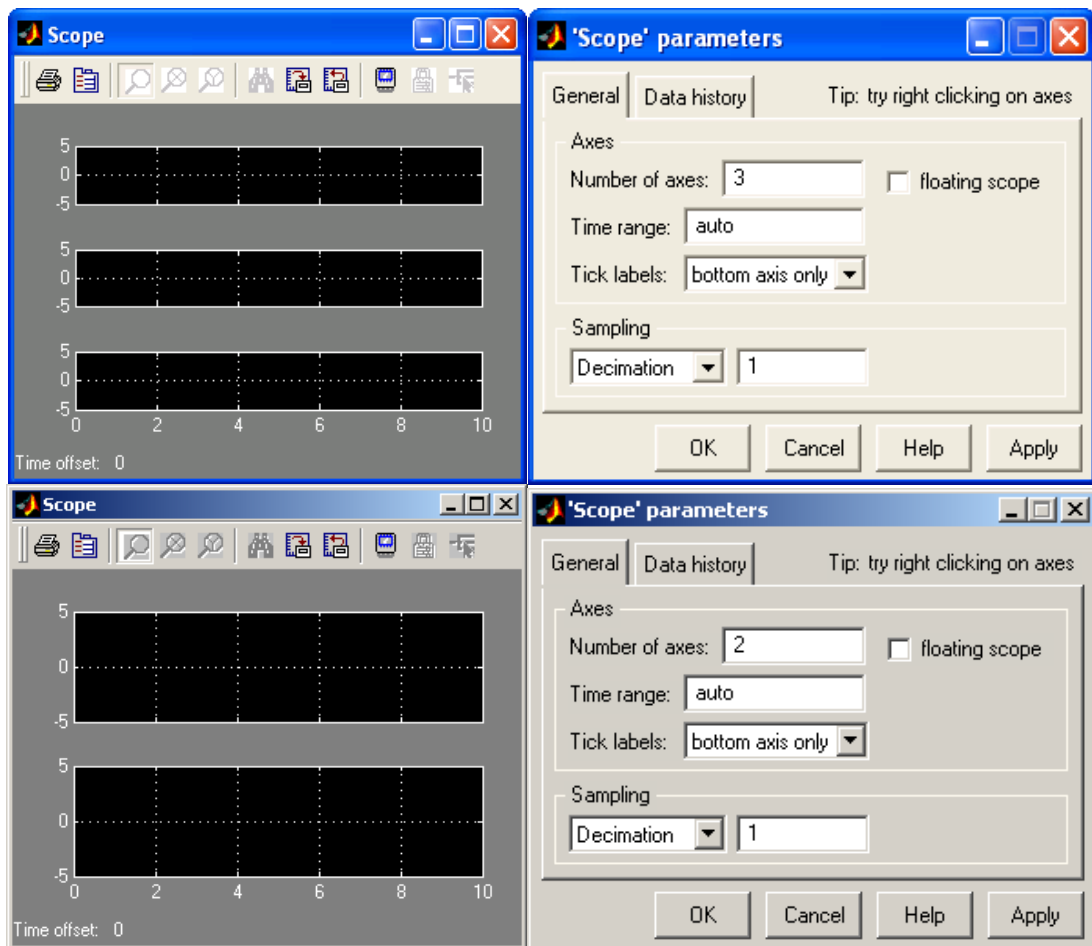 Scope
5
0
-5
5
0
-5
5
0
-5
0 2 4 6 8 10
Time offset: 0
'Scope' parameters
General Data history Tip: try right clicking on axes
Axes
Number of axes: 3 floating scope
Time range: auto
Tick labels: bottom axis only
Sampling
Decimation 1
OK Cancel Help Apply
Scope
5
0
-5
5
0
-5
0 2 4 6 8 10
Time offset: 0
'Scope' parameters
General Data history Tip: try right clicking on axes
Axes
Number of axes: 2 floating scope
Time range: auto
Tick labels: bottom axis only
Sampling
Decimation 1
OK Cancel Help Apply